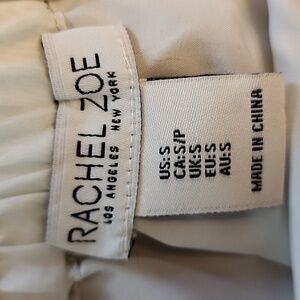 RACHEL ZOE
LOS ANGELES NEW YORK
US: S
CA: S/P
UK: S
EU: S
AU: S
MADE IN CHINA